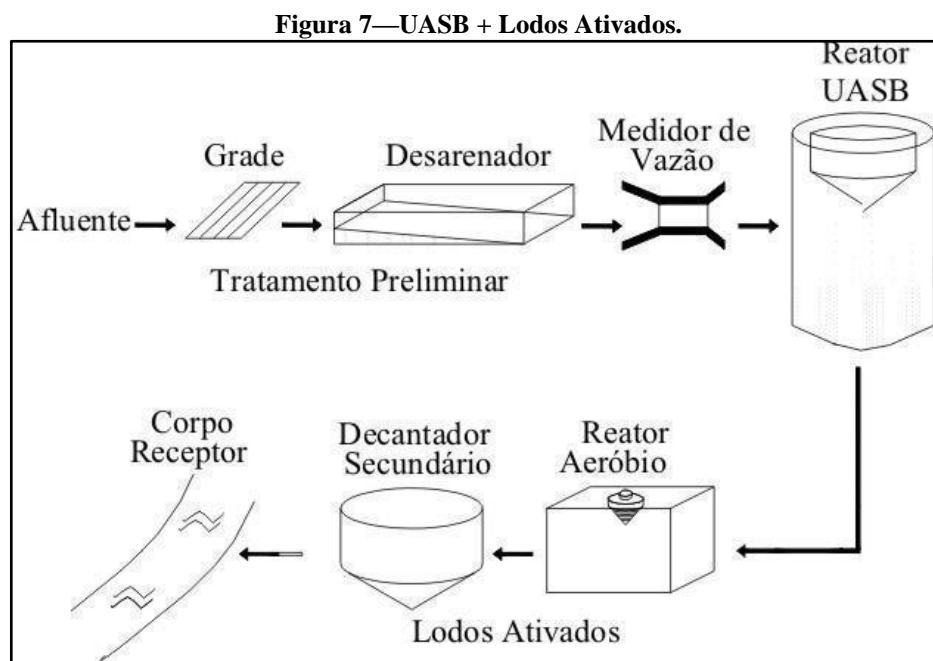 Figura 7—UASB + Lodos Ativados.
Reator
UASB
Medidor de
Vazão
Grade
Desarenador
Afluente
Tratamento Preliminar
Corpo
Receptor
Decantador
Secundário
Reator
Aeróbio
Lodos Ativados